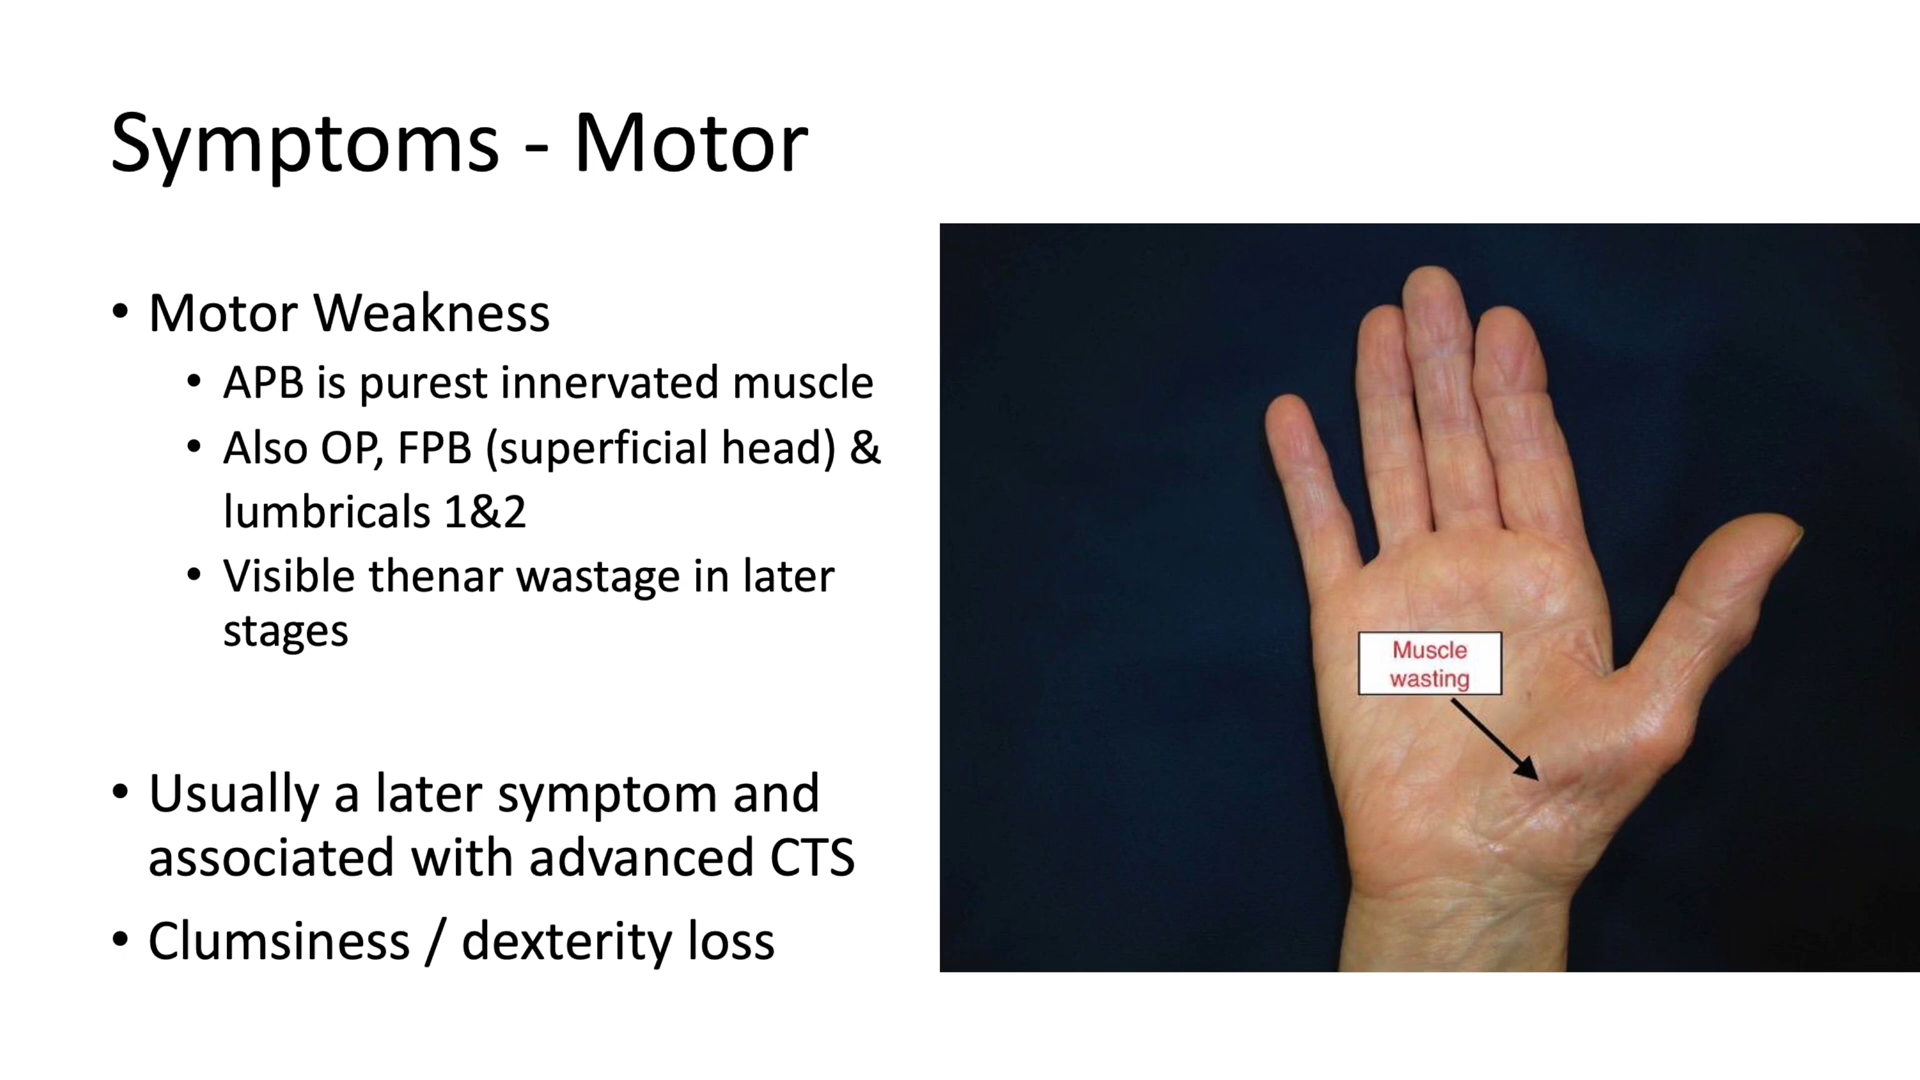 Symptoms - Motor
• Motor Weakness
• APB is purest innervated muscle
• Also OP, FPB (superficial head) &
lumbricals 1&2
• Visible thenar wastage in later
stages
• Usually a later symptom and
associated with advanced CTS
• Clumsiness / dexterity loss
Muscle
wasting